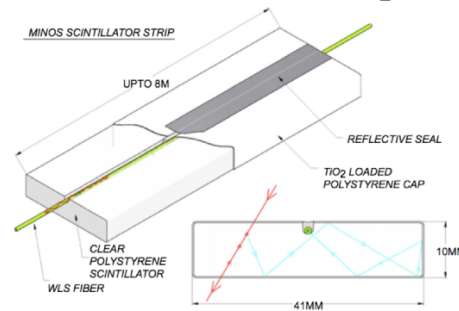 MINOS SCINTILLATOR STRIP
UPTO 8M
REFLECTIVE SEAL
TiO2 LOADED
POLYSTYRENE CAP
CLEAR
POLYSTYRENE
SCINTILLATOR
WLS FIBER
10MM
41MM